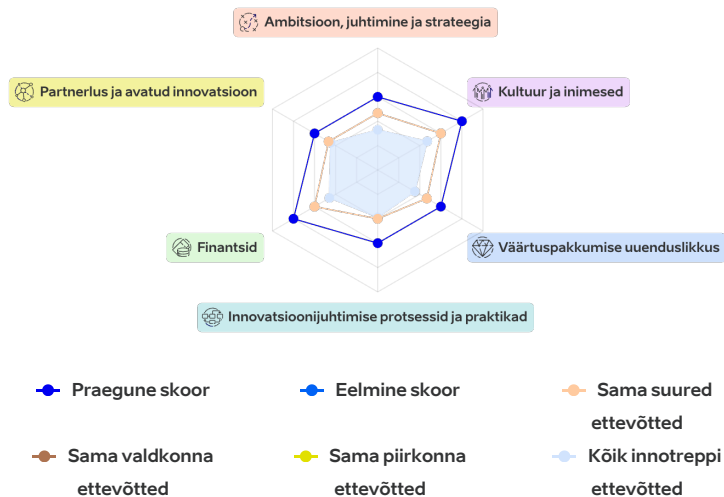 Ambitsioon, juhtimine ja strateegia
Partnerlus ja avatud innovatsioon
Kultuur ja inimesed
Finantsid
Väärtuspakkumise uuenduslikkus
Innovatsioonijuhtimise protsessid ja praktikad
Praegune skoor
Eelmine skoor
Sama suured
ettevõtted
Sama valdkonna
ettevõtted
Sama piirkonna
ettevõtted
Kõik innotreppi
ettevõtted